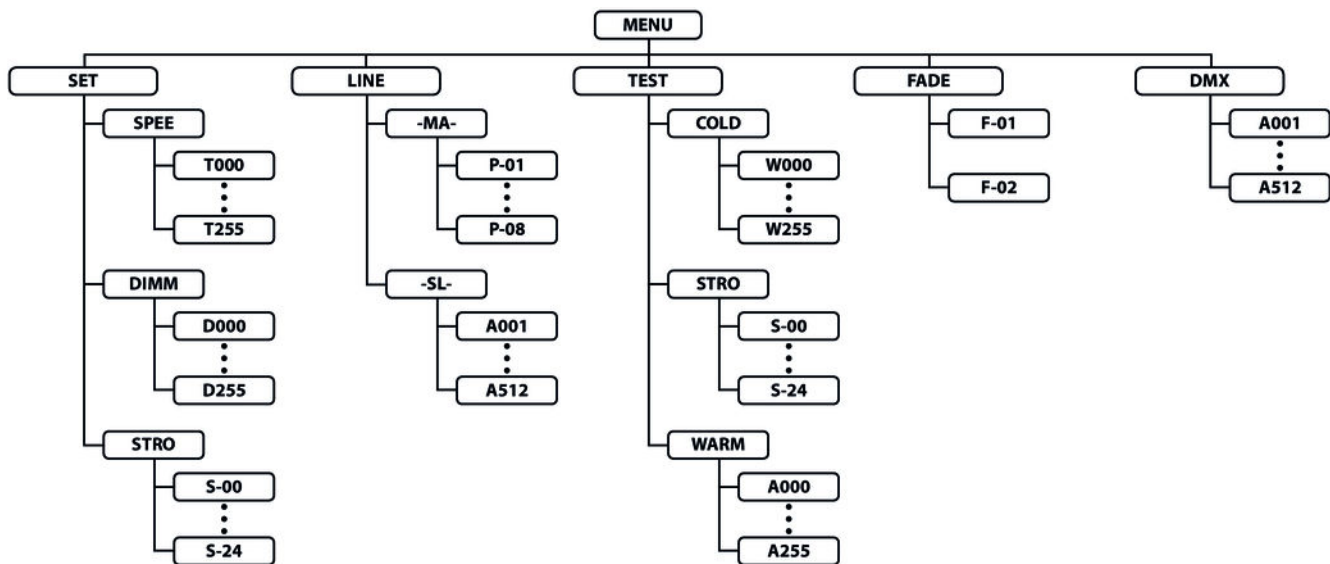 MENU
SET
LINE
TEST
FADE
DMX
SPEE
T000
T255
DIMM
D000
D255
STRO
S-00
S-24
-MA-
P-01
P-08
-SL-
A001
A512
COLD
W000
W255
STRO
S-00
S-24
WARM
A000
A255
F-01
F-02
A001
A512